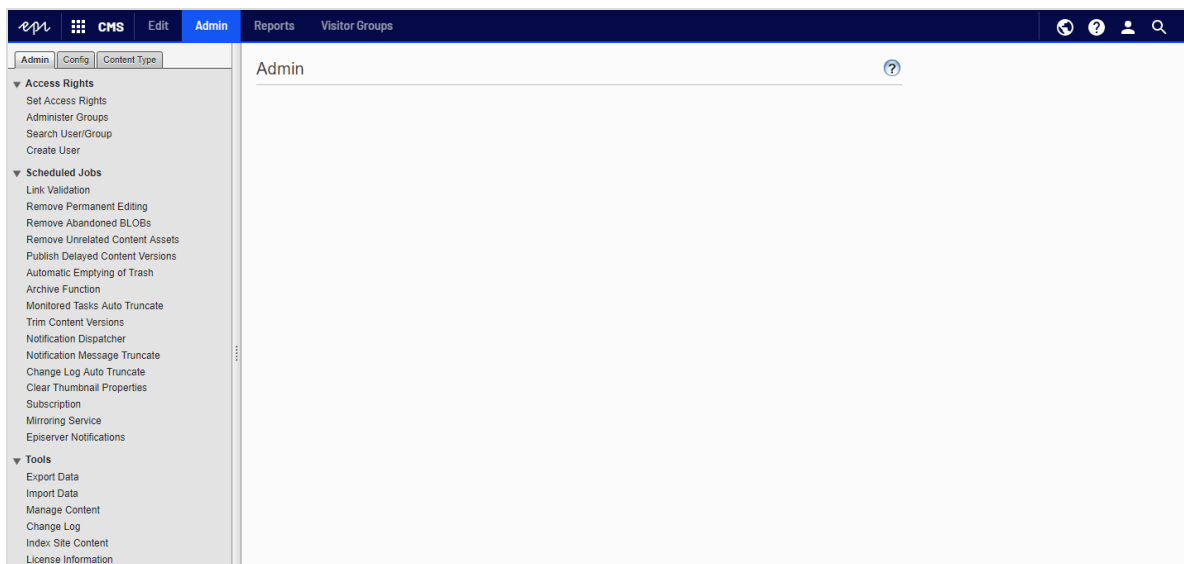 epi CMS Edit Admin Reports Visitor Groups ?
Admin Config Content Type
Admin ?
Access Rights
Set Access Rights
Administer Groups
Search User/Group
Create User
Scheduled Jobs
Link Validation
Remove Permanent Editing
Remove Abandoned BLOBs
Remove Unrelated Content Assets
Publish Delayed Content Versions
Automatic Emptying of Trash
Archive Function
Monitored Tasks Auto Truncate
Trim Content Versions
Notification Dispatcher
Notification Message Truncate
Change Log Auto Truncate
Clear Thumbnail Properties
Subscription
Mirroring Service
Episerver Notifications
Tools
Export Data
Import Data
Manage Content
Change Log
Index Site Content
License Information